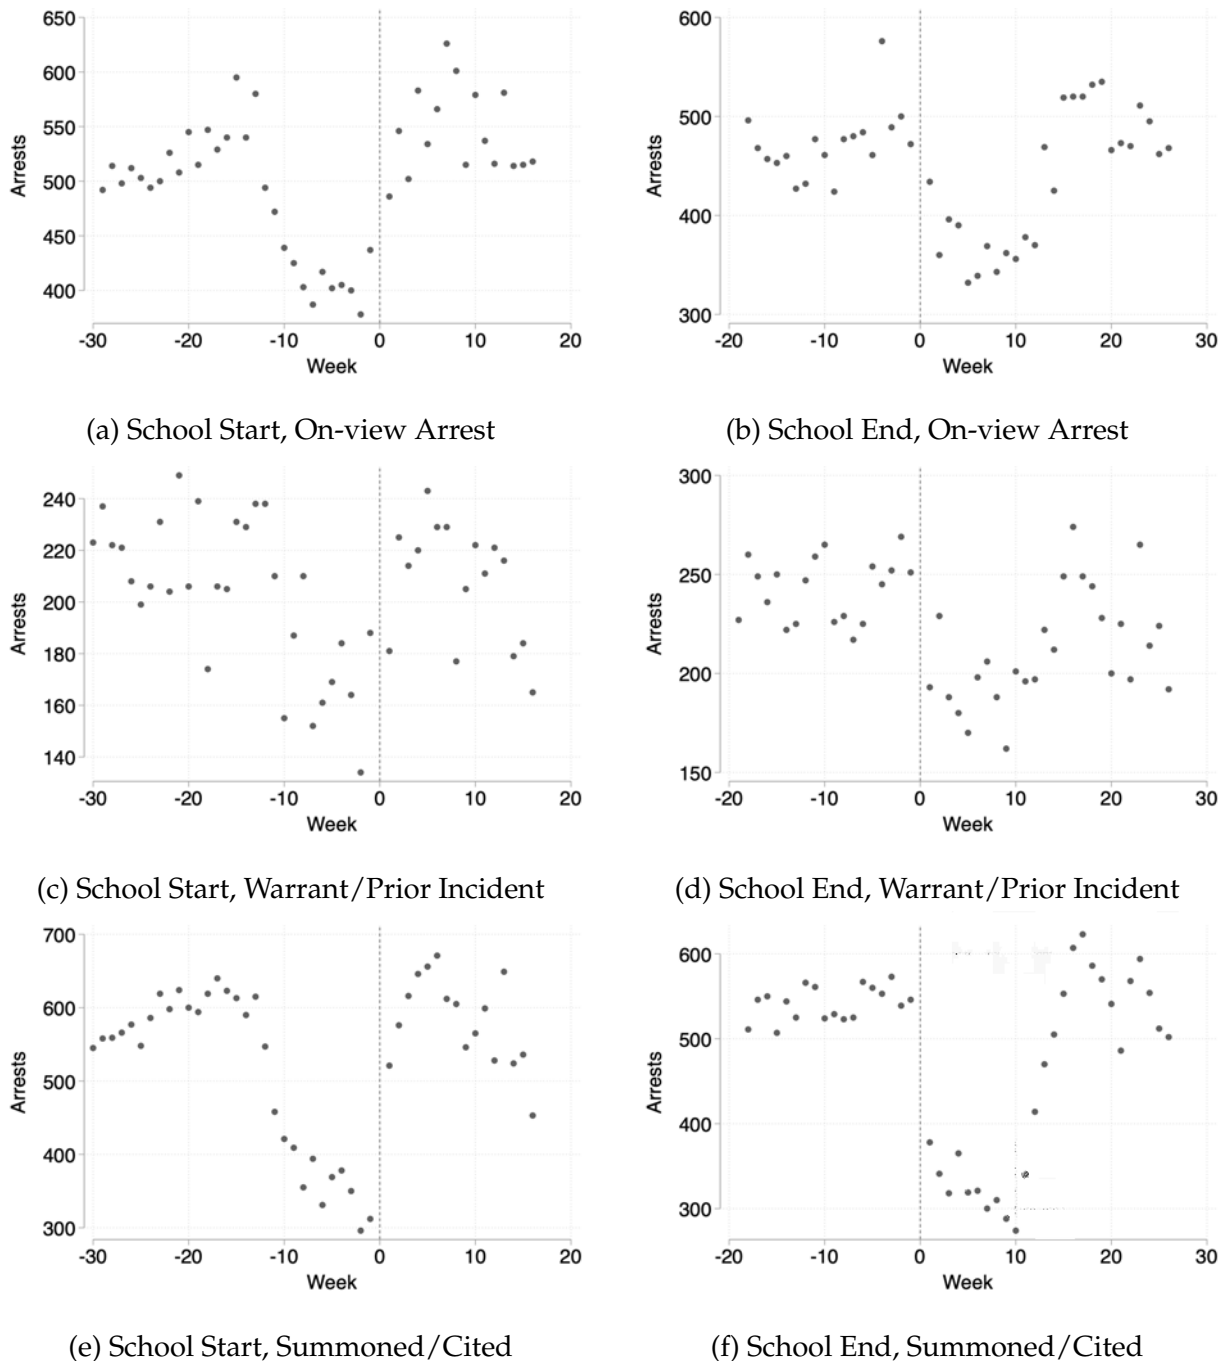 650
600
550
500
450
400
Arrests
-30 -20 -10 0 10 20
Week
600
500
400
300
Arrests
-20 -10 0 10 20 30
Week
(a) School Start, On-view Arrest
(b) School End, On-view Arrest
240
220
200
180
160
140
Arrests
-30 -20 -10 0 10 20
Week
300
250
200
150
Arrests
-20 -10 0 10 20 30
Week
(c) School Start, Warrant/Prior Incident
(d) School End, Warrant/Prior Incident
700
600
500
400
300
Arrests
-30 -20 -10 0 10 20
Week
600
500
400
300
Arrests
-20 -10 0 10 20 30
Week
(e) School Start, Summoned/Cited
(f) School End, Summoned/Cited